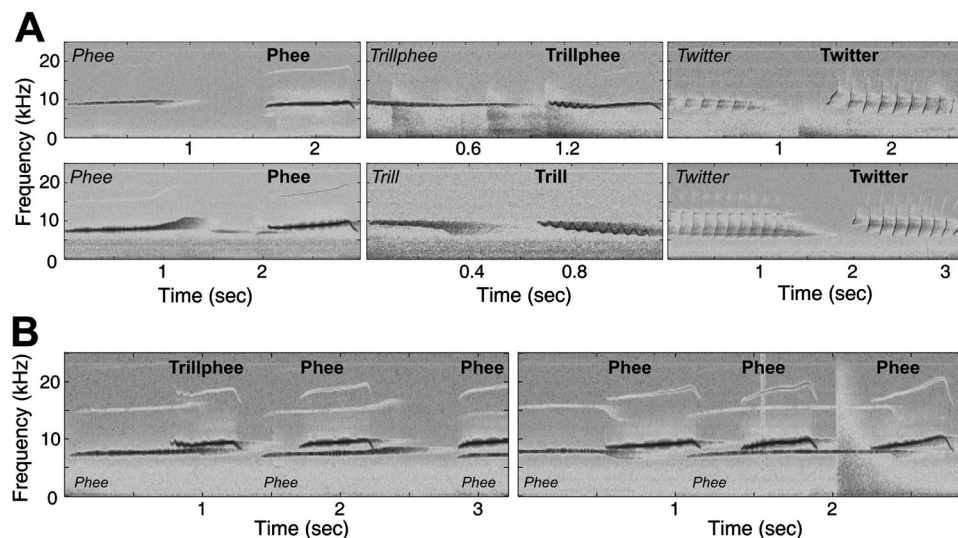 A
Phee Phee Trillphee Trillphee Twitter Twitter
20
10
0
1 2 0.6 1.2 1 2
Frequency (kHz)
Phee Phee Trill Trill Twitter Twitter
20
10
0
1 2 0.4 0.8 1 2 3
Time (sec) Time (sec) Time (sec)
B
Trillphee Phee Phee Phee Phee Phee
20
10
0
Frequency (kHz)
Phee Phee Phee Phee Phee
1 2 3 1 2
Time (sec) Time (sec)